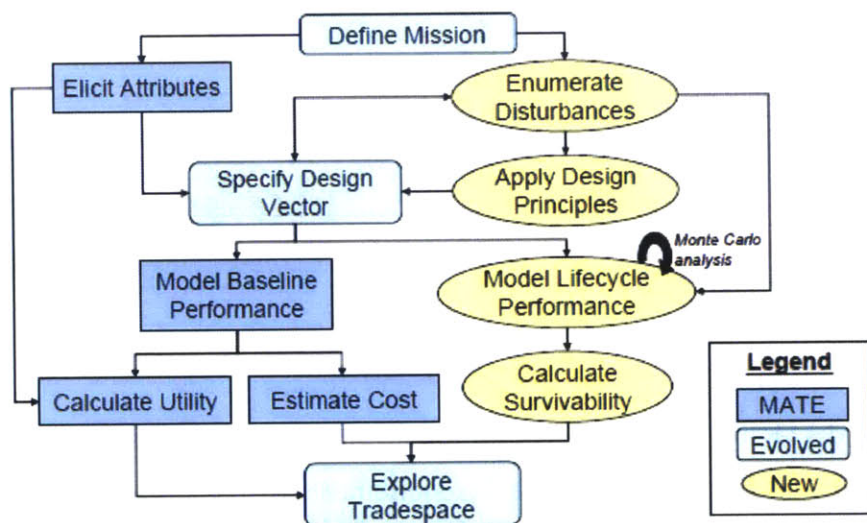 Define Mission
Elicit Attributes
Enumerate
Disturbances
Specify Design
Vector
Apply Design
Principles
Monte Carlo
analysis
Model Baseline
Performance
Model Lifecycle
Performance
Calculate Utility
Estimate Cost
Calculate
Survivability
Explore
Tradespace
Legend
MATE
Evolved
New